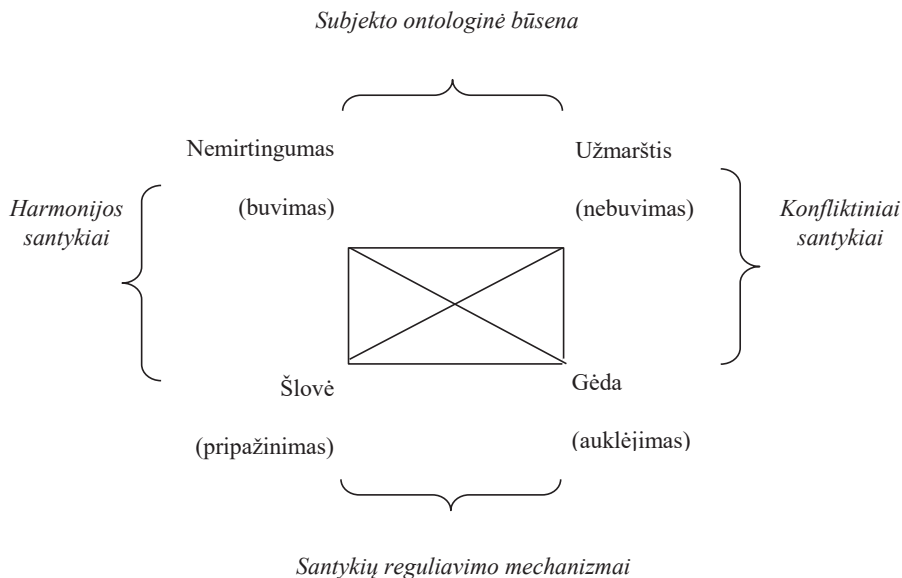 Subjekto ontologinė būsena
Nemirtingumas
Užmarštis
(buvimas)
(nebuvimas)
Harmonijos
santykiai
Konfliktiniai
santykiai
Šlovė
Gėda
(pripažinimas)
(auklėjimas)
Santykių reguliavimo mechanizmai